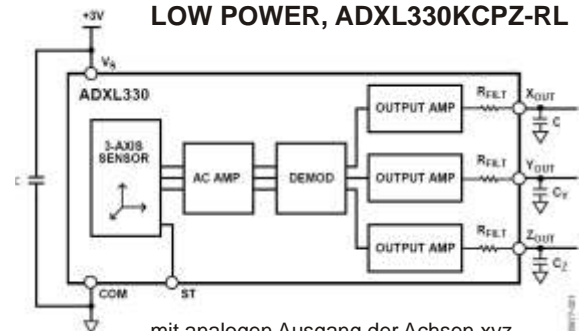 LOW POWER, ADXL330KCPZ-RL
+3V
VS
ADXL330
3-AXIS
SENSOR
AC AMP
DEMOD
OUTPUT AMP
RFILT
XOUT
C
OUTPUT AMP
RFILT
YOUT
CY
OUTPUT AMP
RFILT
ZOUT
CZ
COM
ST
mit analogen Ausgang der Achsen xyz